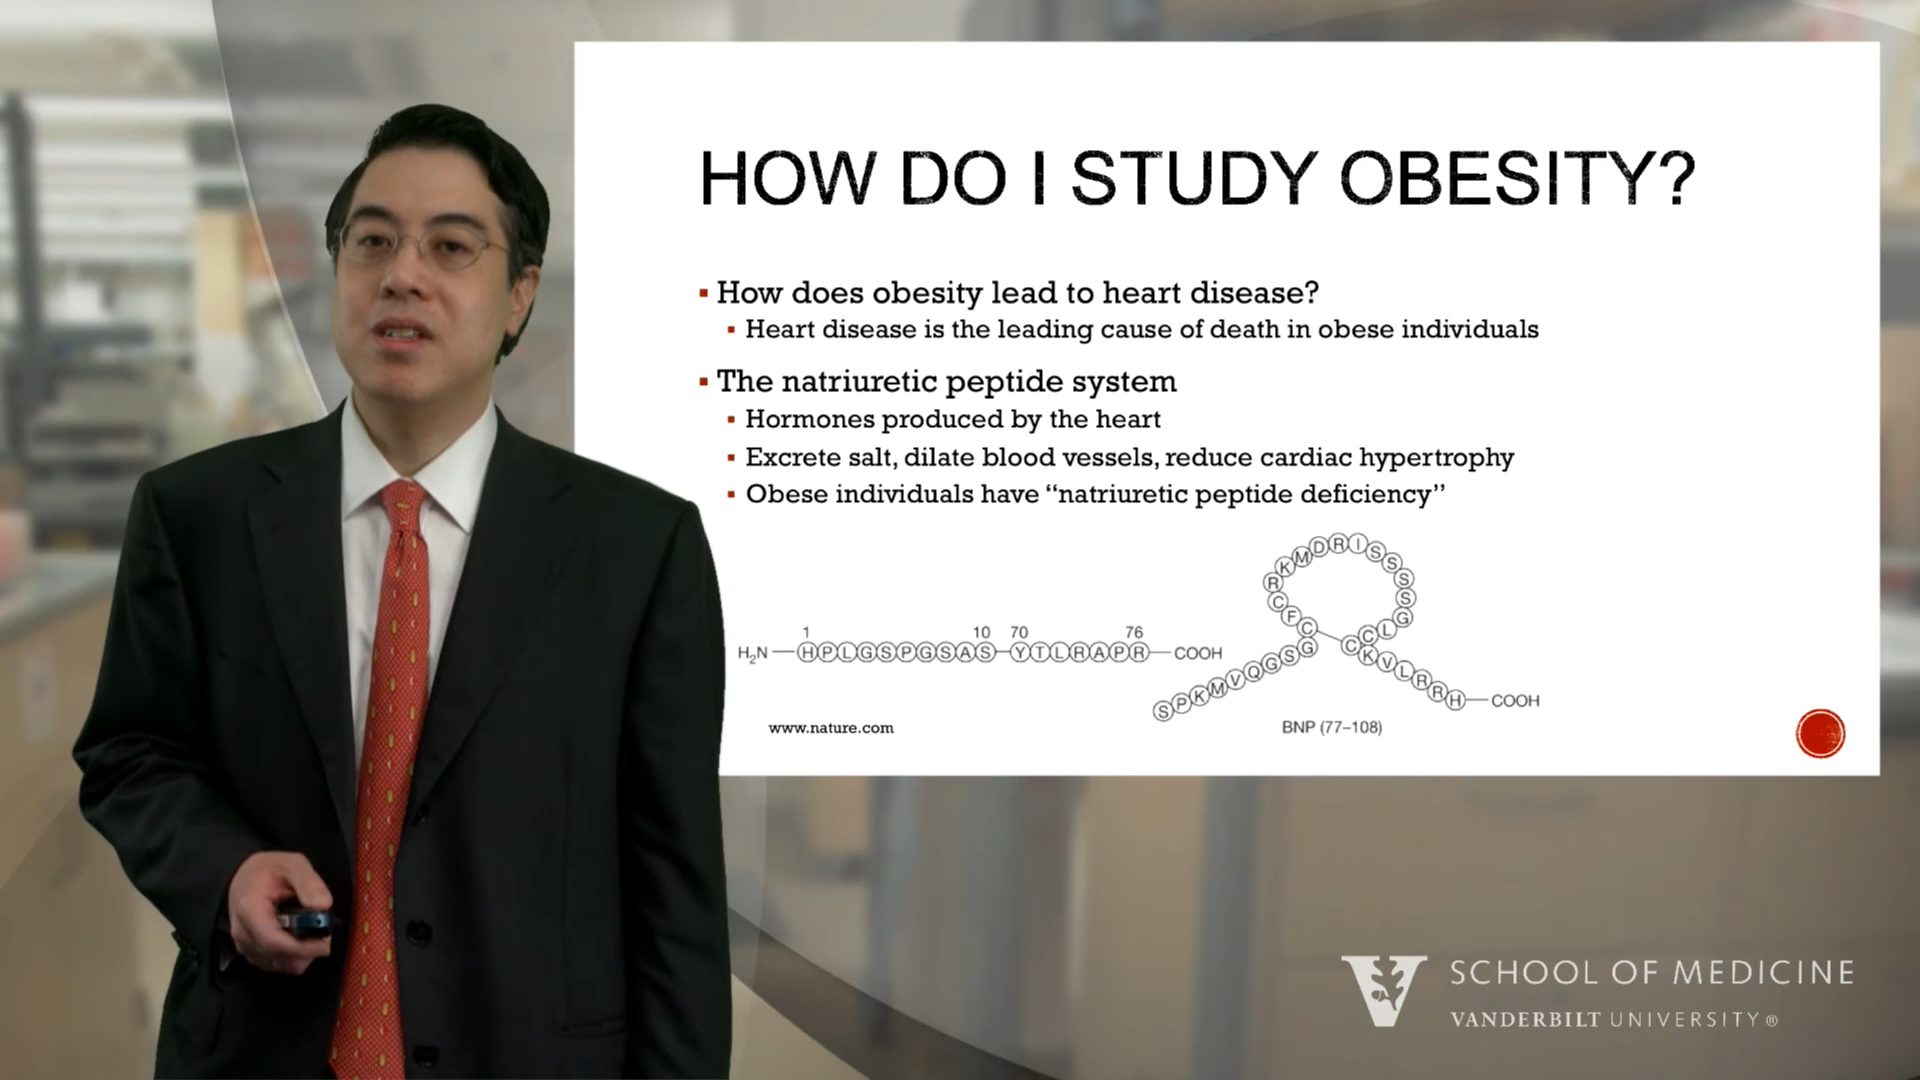 HOW DO I STUDY OBESITY?
How does obesity lead to heart disease?
Heart disease is the leading cause of death in obese individuals
The natriuretic peptide system
Hormones produced by the heart
Excrete salt, dilate blood vessels, reduce cardiac hypertrophy
Obese individuals have “natriuretic peptide deficiency”
1 10 70 76
H₂N HPLGSPGSAS YTLRAPR COOH
SPKMVQGSG CFCRKMDRISSSSGLC CKVLRRH COOH
www.nature.com
BNP (77–108)
V SCHOOL OF MEDICINE
VANDERBILT UNIVERSITY ®